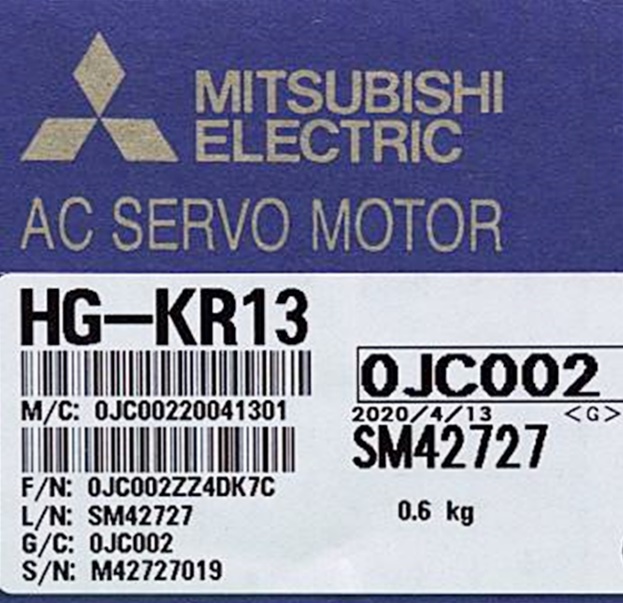 MITSUBISHI
ELECTRIC
AC SERVO MOTOR
HG-KR13
M/C: 0JC00220041301
F/N: 0JC002ZZ4DK7C
L/N: SM42727
G/C: 0JC002
S/N: M42727019
0JC002
2020/4/13 <G>
SM42727
0.6 kg